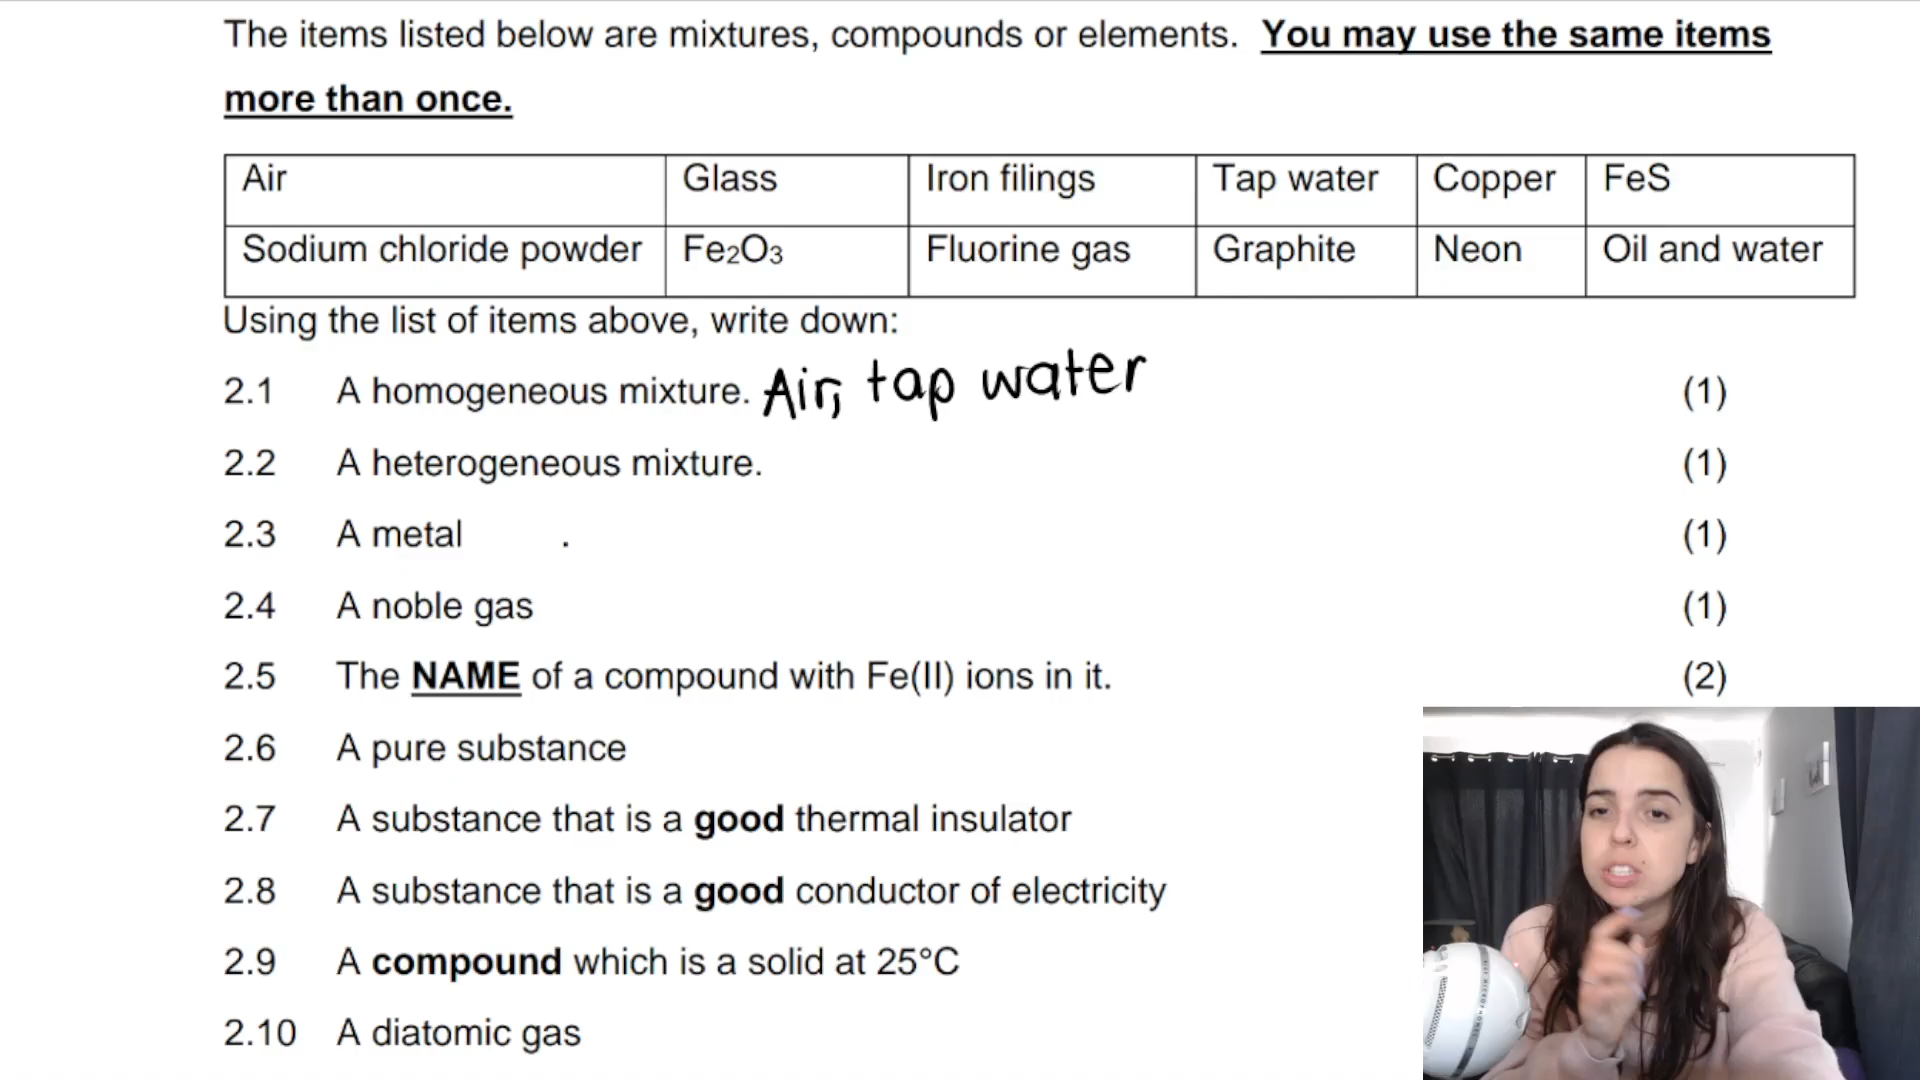 The items listed below are mixtures, compounds or elements. You may use the same items
more than once.
Air Glass Iron filings Tap water Copper FeS
Sodium chloride powder Fe2O3 Fluorine gas Graphite Neon Oil and water
Using the list of items above, write down:
2.1 A homogeneous mixture. Air, tap water (1)
2.2 A heterogeneous mixture. (1)
2.3 A metal . (1)
2.4 A noble gas (1)
2.5 The NAME of a compound with Fe(II) ions in it. (2)
2.6 A pure substance
2.7 A substance that is a good thermal insulator
2.8 A substance that is a good conductor of electricity
2.9 A compound which is a solid at 25°C
2.10 A diatomic gas